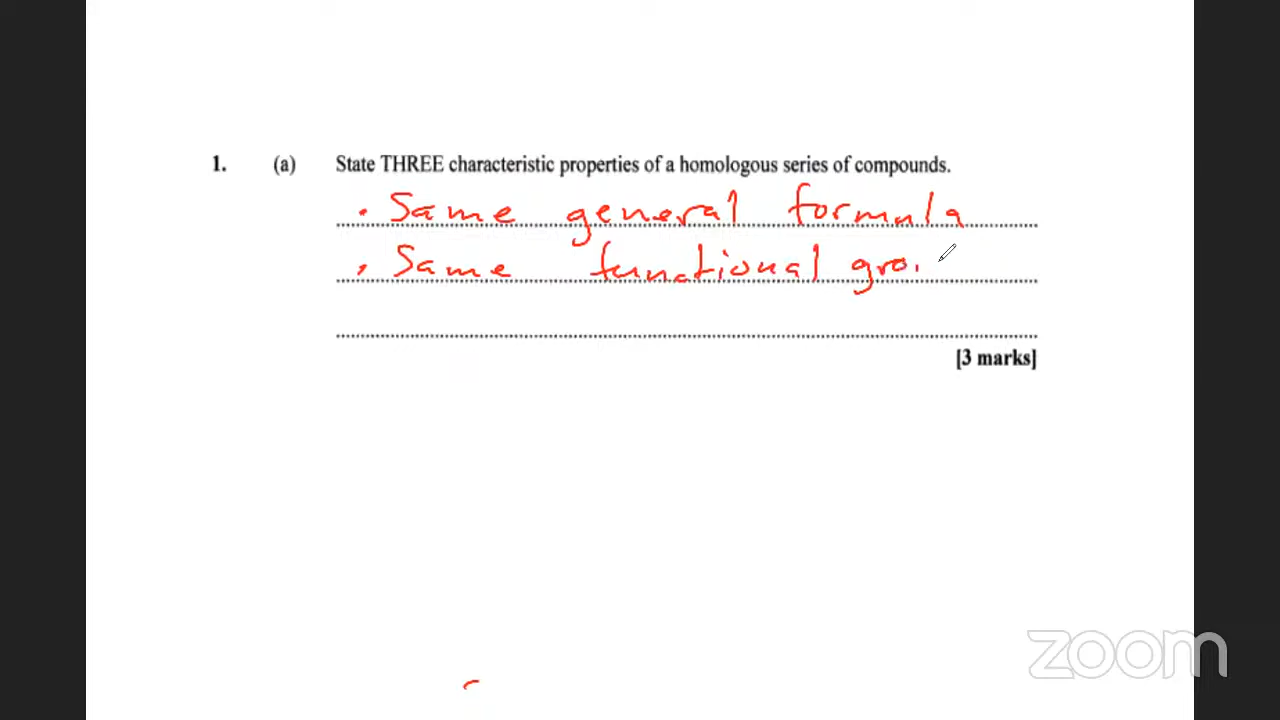 1. (a) State THREE characteristic properties of a homologous series of compounds.
. Same general formula
. Same functional gro
[3 marks]
zoom